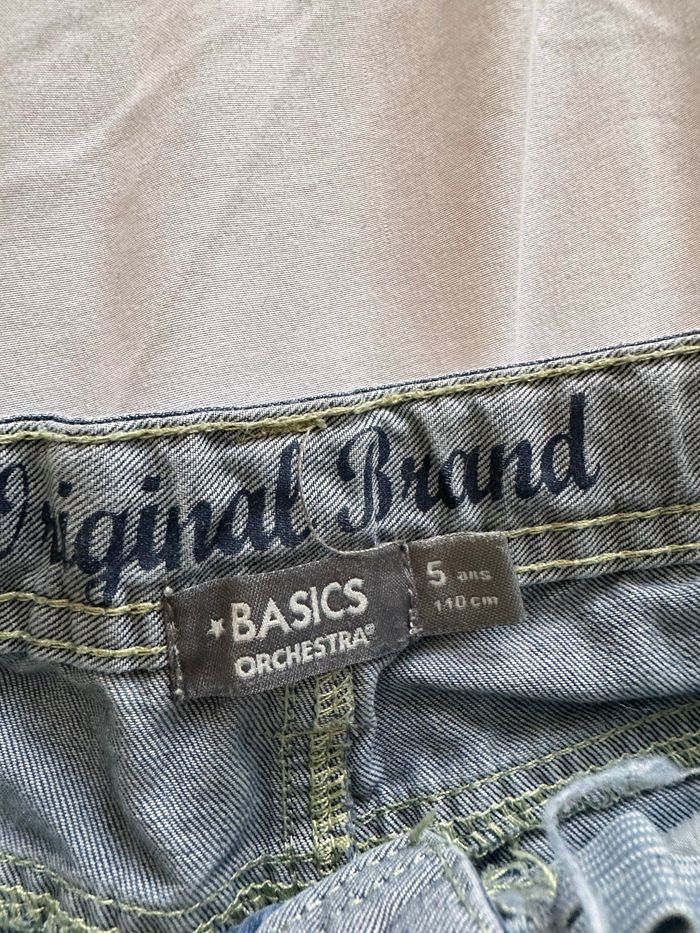 Original Brand
BASICS
ORCHESTRA®
5 ans
110 cm